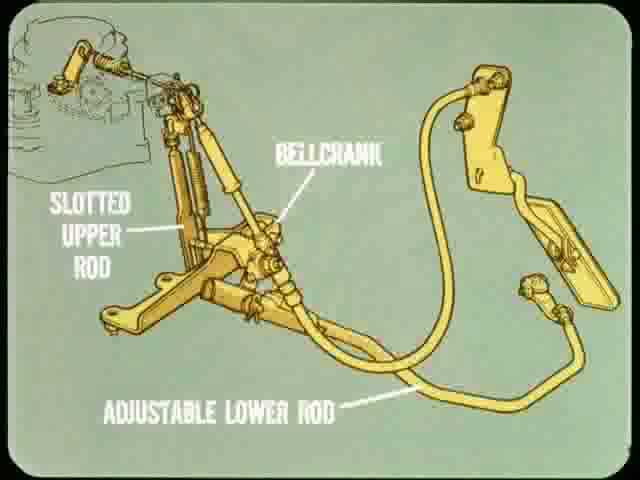 BELLCRANK
SLOTTED
UPPER
ROD
ADJUSTABLE LOWER ROD